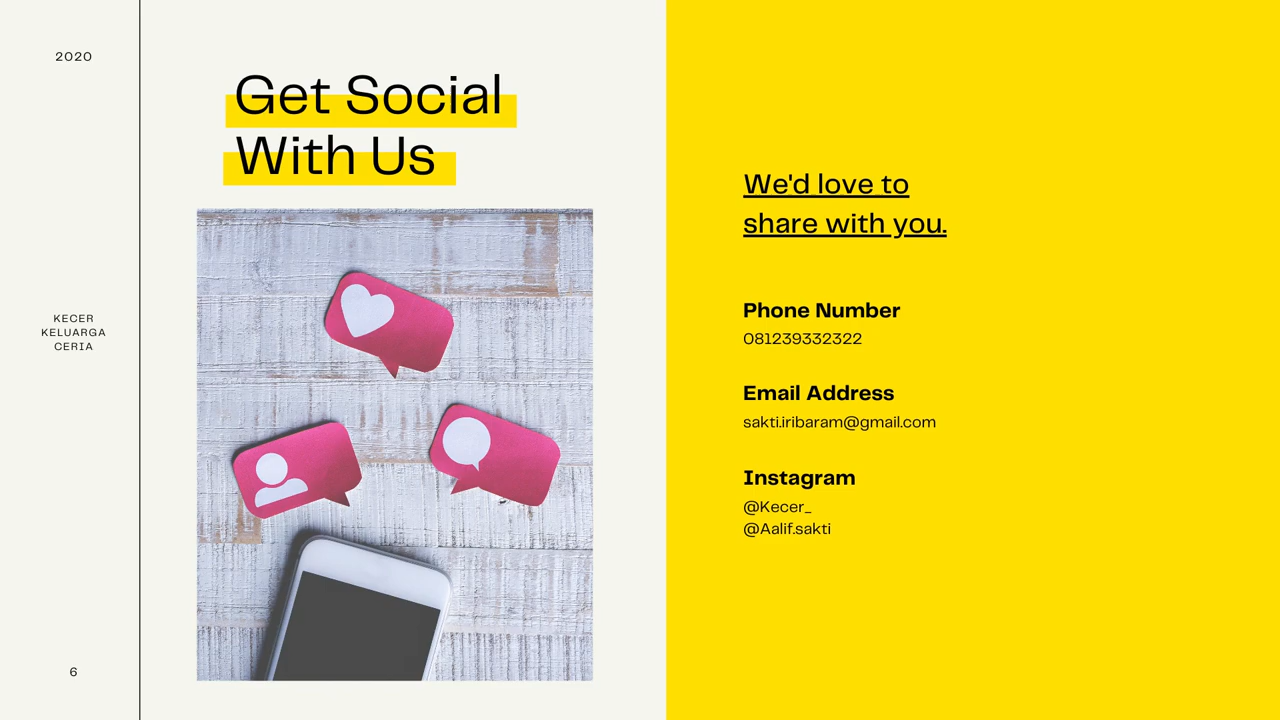 2020
Get Social
With Us
KECER
KELUARGA
CERIA
6
We'd love to
share with you.
Phone Number
081239332322
Email Address
sakti.iribaram@gmail.com
Instagram
@Kecer_
@Aalif.sakti